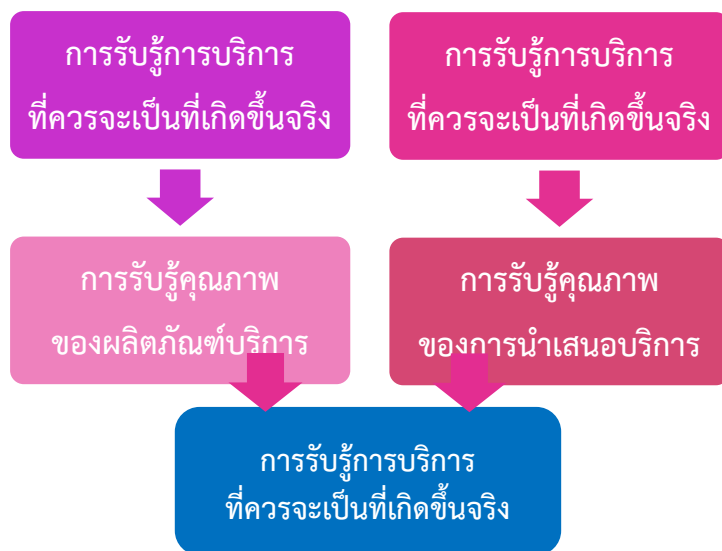 การรับรู้การบริการ
ที่ควรจะเป็นที่เกิดขึ้นจริง
การรับรู้การบริการ
ที่ควรจะเป็นที่เกิดขึ้นจริง
การรับรู้คุณภาพ
ของผลิตภัณฑ์บริการ
การรับรู้คุณภาพ
ของการนำเสนอบริการ
การรับรู้การบริการ
ที่ควรจะเป็นที่เกิดขึ้นจริง